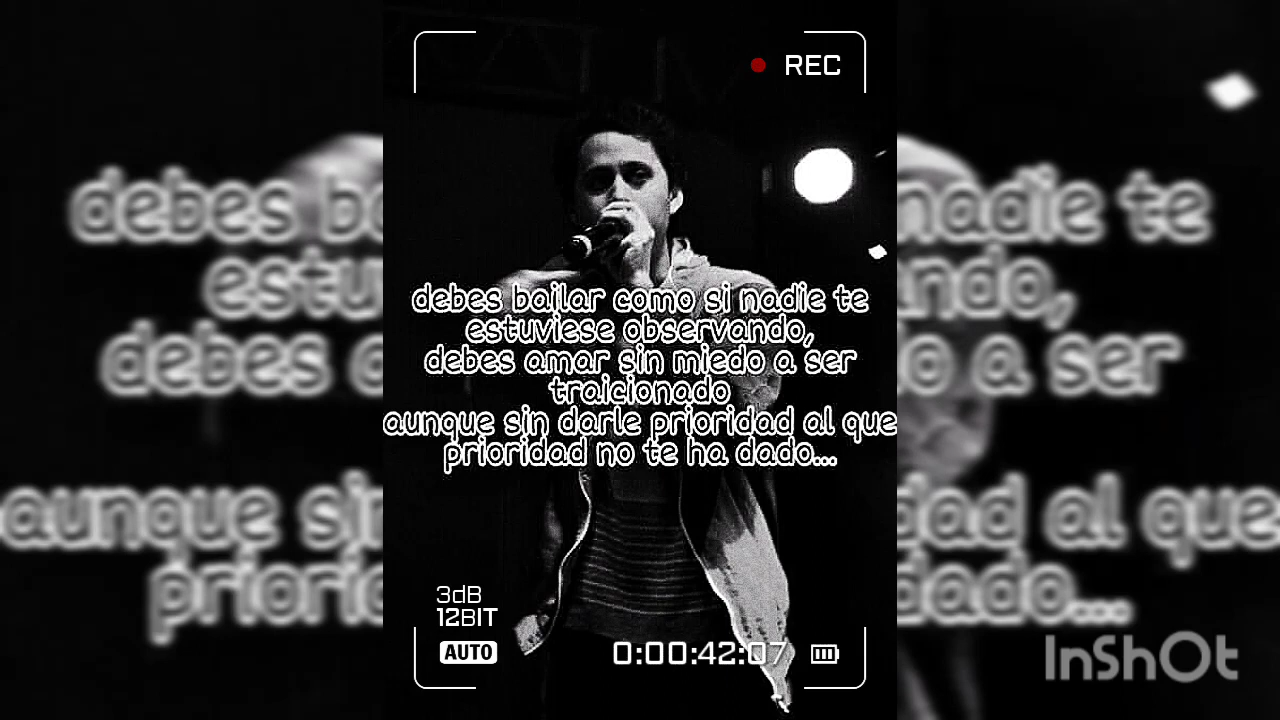 REC
debes bailar como si nadie te
estuviese observando,
debes amar sin miedo a ser
traicionado
aunque sin darle prioridad al que
prioridad no te ha dado...
3dB
12BIT
AUTO
0:00:42:07
InShOt